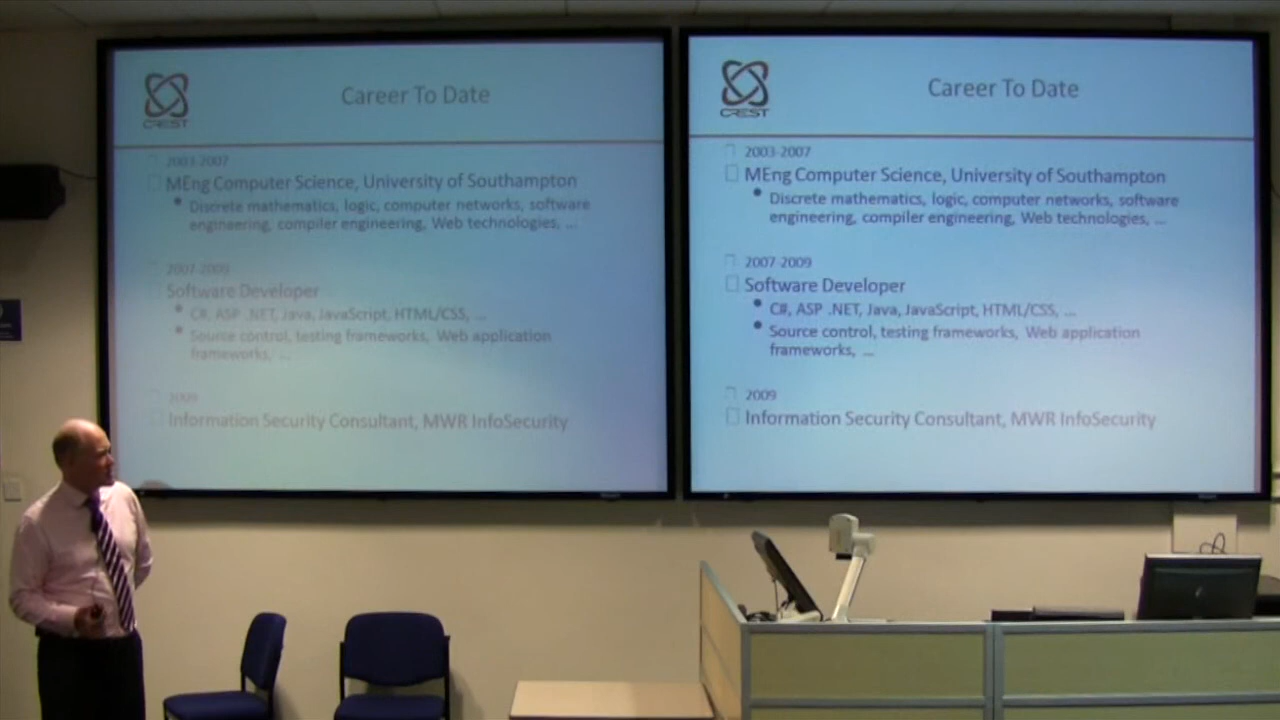 CREST
Career To Date
2003-2007
MEng Computer Science, University of Southampton
Discrete mathematics, logic, computer networks, software
engineering, compiler engineering, Web technologies, ...
2007-2009
Software Developer
C#, ASP .NET, Java, JavaScript, HTML/CSS, ...
Source control, testing frameworks, Web application
frameworks, ...
2009
Information Security Consultant, MWR InfoSecurity
CREST
Career To Date
2003-2007
MEng Computer Science, University of Southampton
Discrete mathematics, logic, computer networks, software
engineering, compiler engineering, Web technologies, ...
2007-2009
Software Developer
C#, ASP .NET, Java, JavaScript, HTML/CSS, ...
Source control, testing frameworks, Web application
frameworks, ...
2009
Information Security Consultant, MWR InfoSecurity